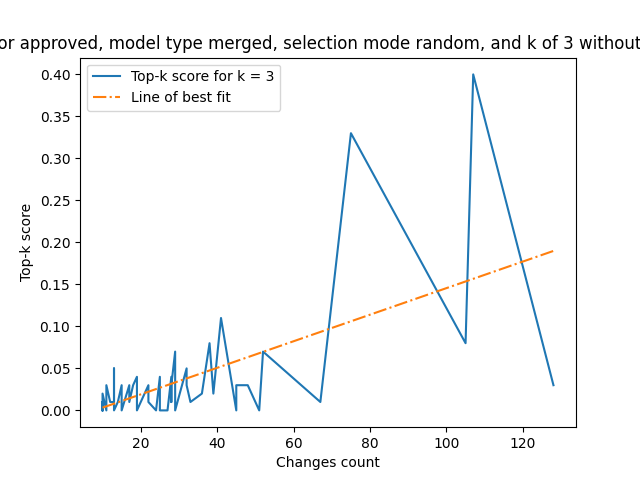 or approved, model type merged, selection mode random, and k of 3 without
Top-k score for k = 3
Line of best fit
0.40
0.35
0.30
0.25
0.20
0.15
0.10
0.05
0.00
Top-k score
20 40 60 80 100 120
Changes count